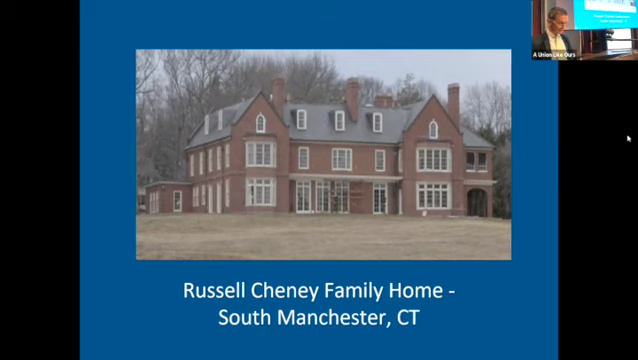 A Union Like Ours
Russell Cheney Family Home -
South Manchester, CT